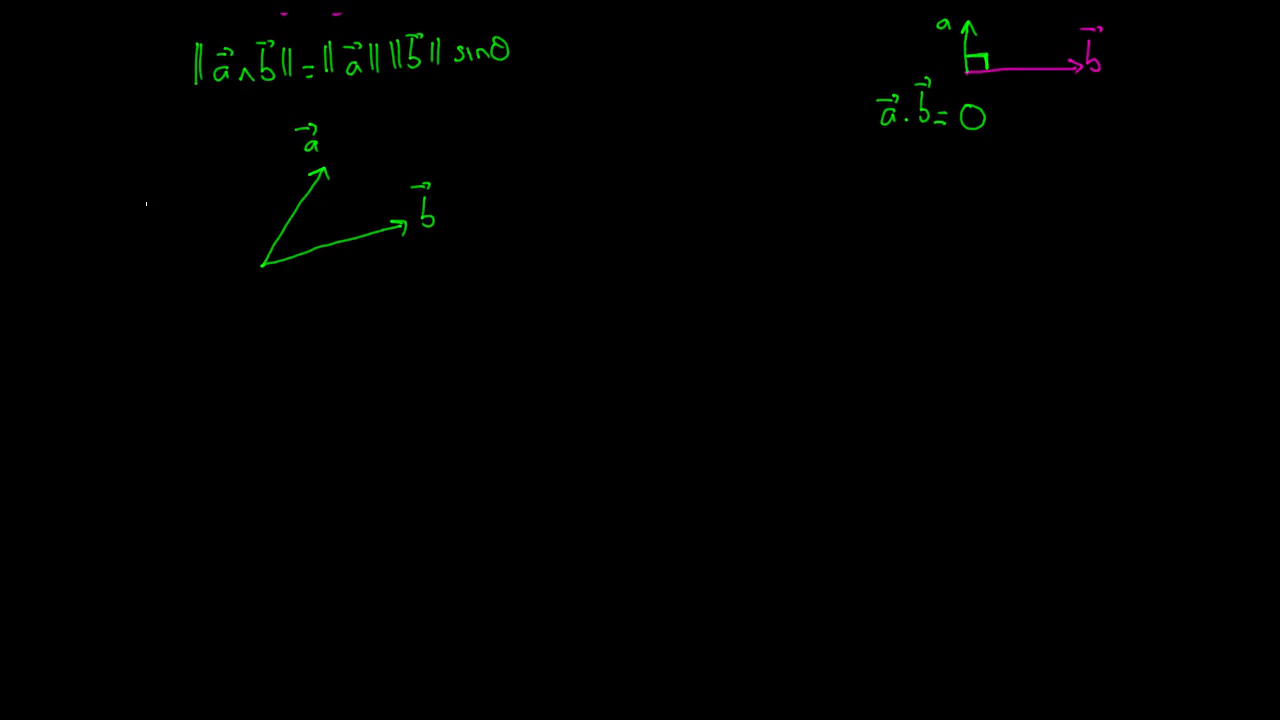 ‖a⃗ ∧ b⃗‖ = ‖a⃗‖ ‖b⃗‖ sinθ
a⃗
b⃗
a
b⃗
a⃗ . b⃗ = 0